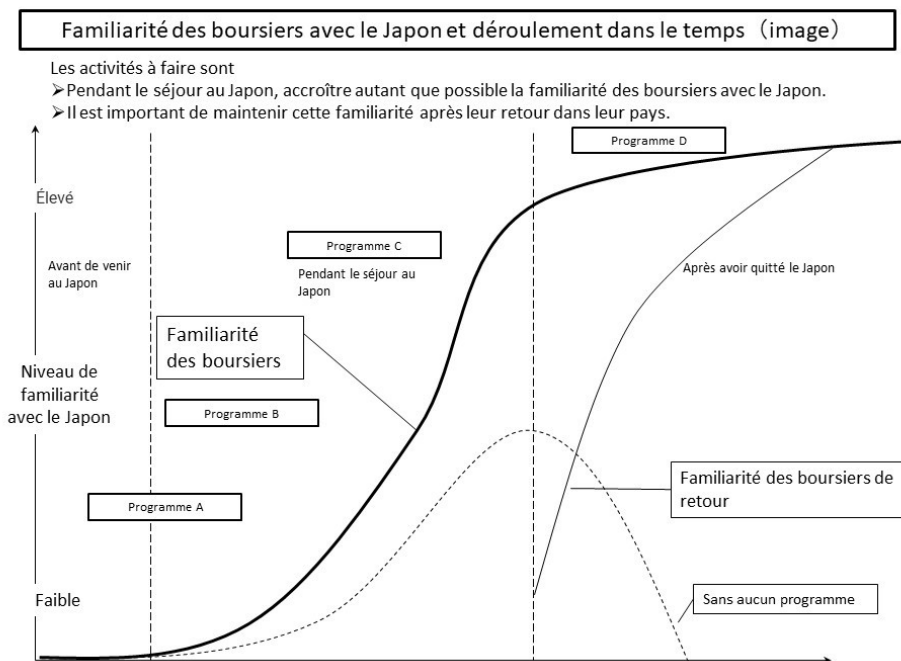 Familiarité des boursiers avec le Japon et déroulement dans le temps（image）
Les activités à faire sont
➢Pendant le séjour au Japon, accroître autant que possible la familiarité des boursiers avec le Japon.
➢Il est important de maintenir cette familiarité après leur retour dans leur pays.
Programme D
Élevé
Programme C
Avant de venir
au Japon
Pendant le séjour au
Japon
Après avoir quitté le Japon
Familiarité
des boursiers
Niveau de
familiarité
avec le Japon
Programme B
Familiarité des boursiers de
retour
Programme A
Sans aucun programme
Faible